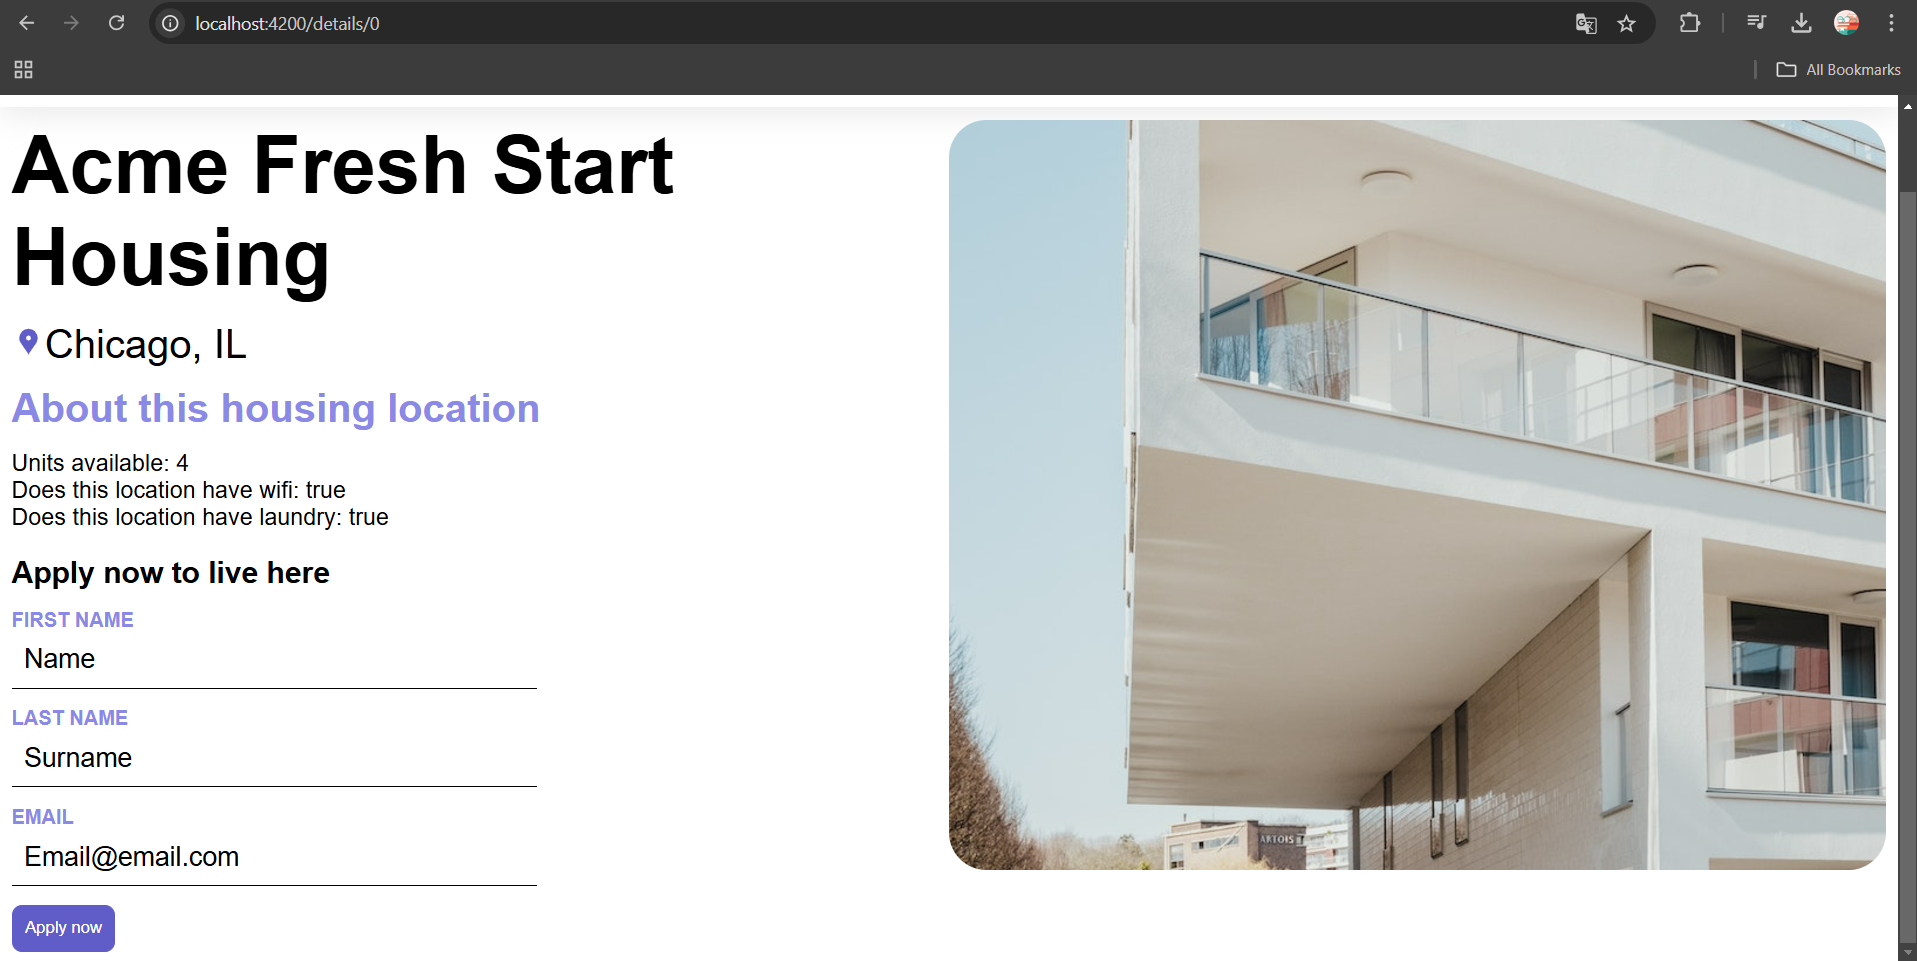 localhost:4200/details/0
All Bookmarks
Acme Fresh Start
Housing
Chicago, IL
About this housing location
Units available: 4
Does this location have wifi: true
Does this location have laundry: true
Apply now to live here
FIRST NAME
Name
LAST NAME
Surname
EMAIL
Email@email.com
Apply now
ARTOIS